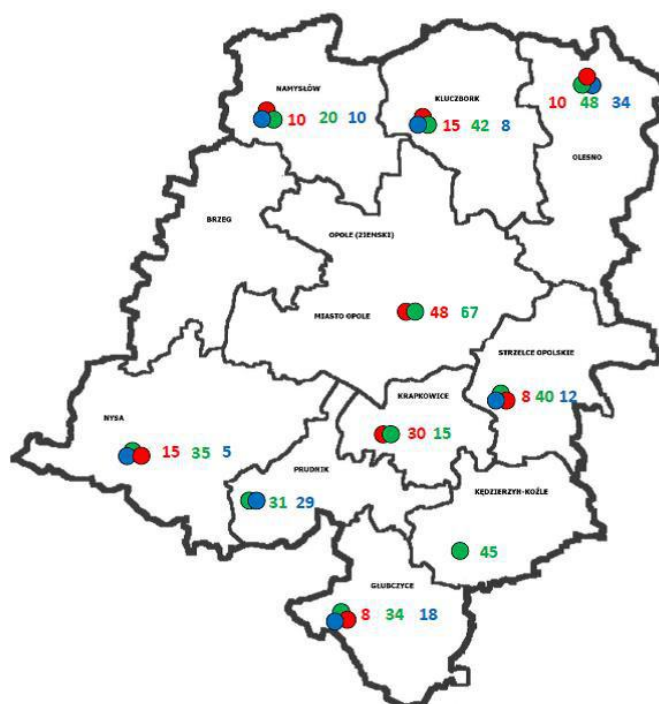 NAMYSŁÓW
10 20 10
KLUCZBORK
15 42 8
10 48 34
OLESNO
BRZEG
OPOLE (ZIEMSKI)
MIASTO OPOLE
48 67
STRZELCE OPOLSKIE
8 40 12
NYSA
15 35 5
KRAPKOWICE
30 15
PRUDNIK
31 29
KĘDZIERZYN-KOŹLE
45
GŁUBCZYCE
8 34 18